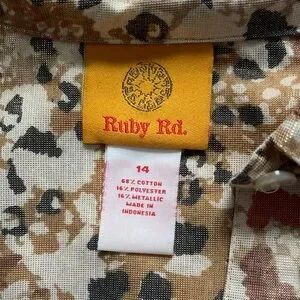 Ruby Rd.
14
68% COTTON
16% POLYESTER
16% METALLIC
MADE IN
INDONESIA